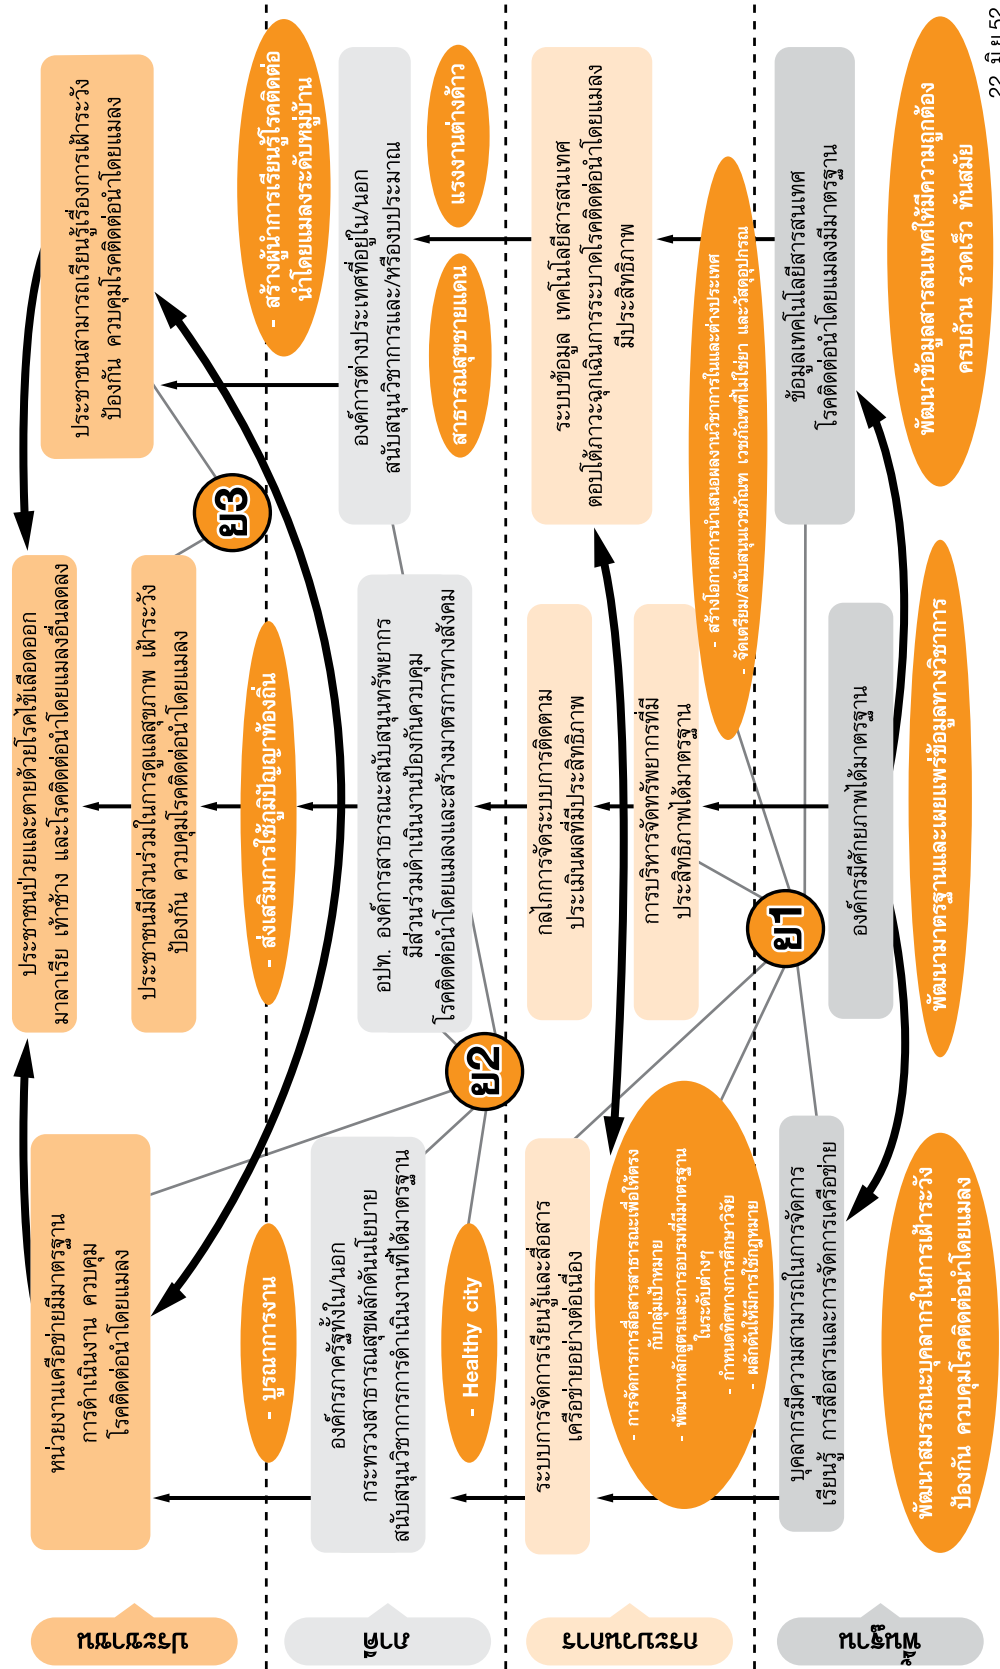 ประชาชน
หน่วยงานเครือข่ายมีมาตรฐาน
การดำเนินงาน ควบคุม
โรคติดต่อนำโดยแมลง
ประชาชนป่วยและตายด้วยโรคไข้เลือดออก
มาลาเรีย เท้าช้าง และโรคติดต่อนำโดยแมลงอื่นลดลง
ประชาชนมีส่วนร่วมในการดูแลสุขภาพ เฝ้าระวัง
ป้องกัน ควบคุมโรคติดต่อนำโดยแมลง
ประชาชนสามารถเรียนรู้เรื่องการเฝ้าระวัง
ป้องกัน ควบคุมโรคติดต่อนำโดยแมลง
ย3
- บูรณาการงาน
- ส่งเสริมการใช้ภูมิปัญญาท้องถิ่น
- สร้างผู้นำการเรียนรู้โรคติดต่อ
นำโดยแมลงระดับหมู่บ้าน
ภาคี
องค์กรภาครัฐทั้งใน/นอก
กระทรวงสาธารณสุขผลักดันนโยบาย
สนับสนุนวิชาการการดำเนินงานที่ได้มาตรฐาน
อปท. องค์การสาธารณะสนับสนุนทรัพยากร
มีส่วนร่วมดำเนินงานป้องกันควบคุม
โรคติดต่อนำโดยแมลงและสร้างมาตรการทางสังคม
องค์การต่างประเทศที่อยู่ใน/นอก
สนับสนุนวิชาการและ/หรืองบประมาณ
- Healthy city
ย2
สาธารณสุขชายแดน
แรงงานต่างด้าว
กระบวนการ
ระบบการจัดการเรียนรู้และสื่อสาร
เครือข่ายอย่างต่อเนื่อง
กลไกการจัดระบบการติดตาม
ประเมินผลที่มีประสิทธิภาพ
การบริหารจัดทรัพยากรที่มี
ประสิทธิภาพได้มาตรฐาน
ระบบข้อมูล เทคโนโลยีสารสนเทศ
ตอบโต้ภาวะฉุกเฉินการระบาดโรคติดต่อนำโดยแมลง
มีประสิทธิภาพ
- การจัดการการสื่อสารสาธารณะเพื่อให้ตรง
กับกลุ่มเป้าหมาย
- พัฒนาหลักสูตรและกรอบรมที่มีมาตรฐาน
ในระดับต่างๆ
- กำหนดทิศทางการศึกษาวิจัย
- ผลักดันให้มีการใช้กฎหมาย
- สร้างโอกาสการนำเสนอผลงานวิชาการในและต่างประเทศ
- จัดเตรียม/สนับสนุนเวชภัณฑ์ เวชภัณฑ์ที่ไม่ใช่ยา และวัสดุอุปกรณ์
ย1
พื้นฐาน
บุคลากรมีความสามารถในการจัดการ
เรียนรู้ การสื่อสารและการจัดการเครือข่าย
องค์กรมีศักยภาพได้มาตรฐาน
ข้อมูลเทคโนโลยีสารสนเทศ
โรคติดต่อนำโดยแมลงมีมาตรฐาน
พัฒนาสมรรถนะบุคลากรในการเฝ้าระวัง
ป้องกัน ควบคุมโรคติดต่อนำโดยแมลง
พัฒนามาตรฐานและเผยแพร่ข้อมูลทางวิชาการ
พัฒนาข้อมูลสารสนเทศให้มีความถูกต้อง
ครบถ้วน รวดเร็ว ทันสมัย
22 มิ.ย.52